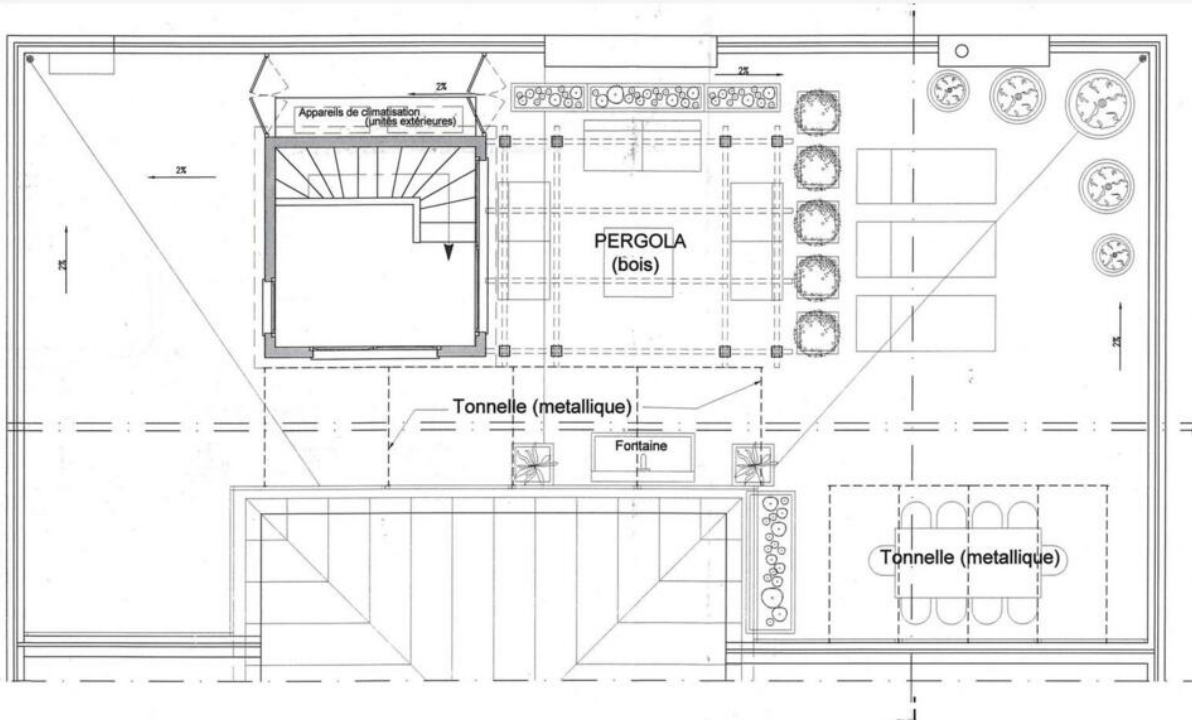 2%
2%
Appareils de climatisation
(unités extérieures)
2%
2%
PERGOLA
(bois)
2%
Tonnelle (metallique)
Fontaine
Tonnelle (metallique)